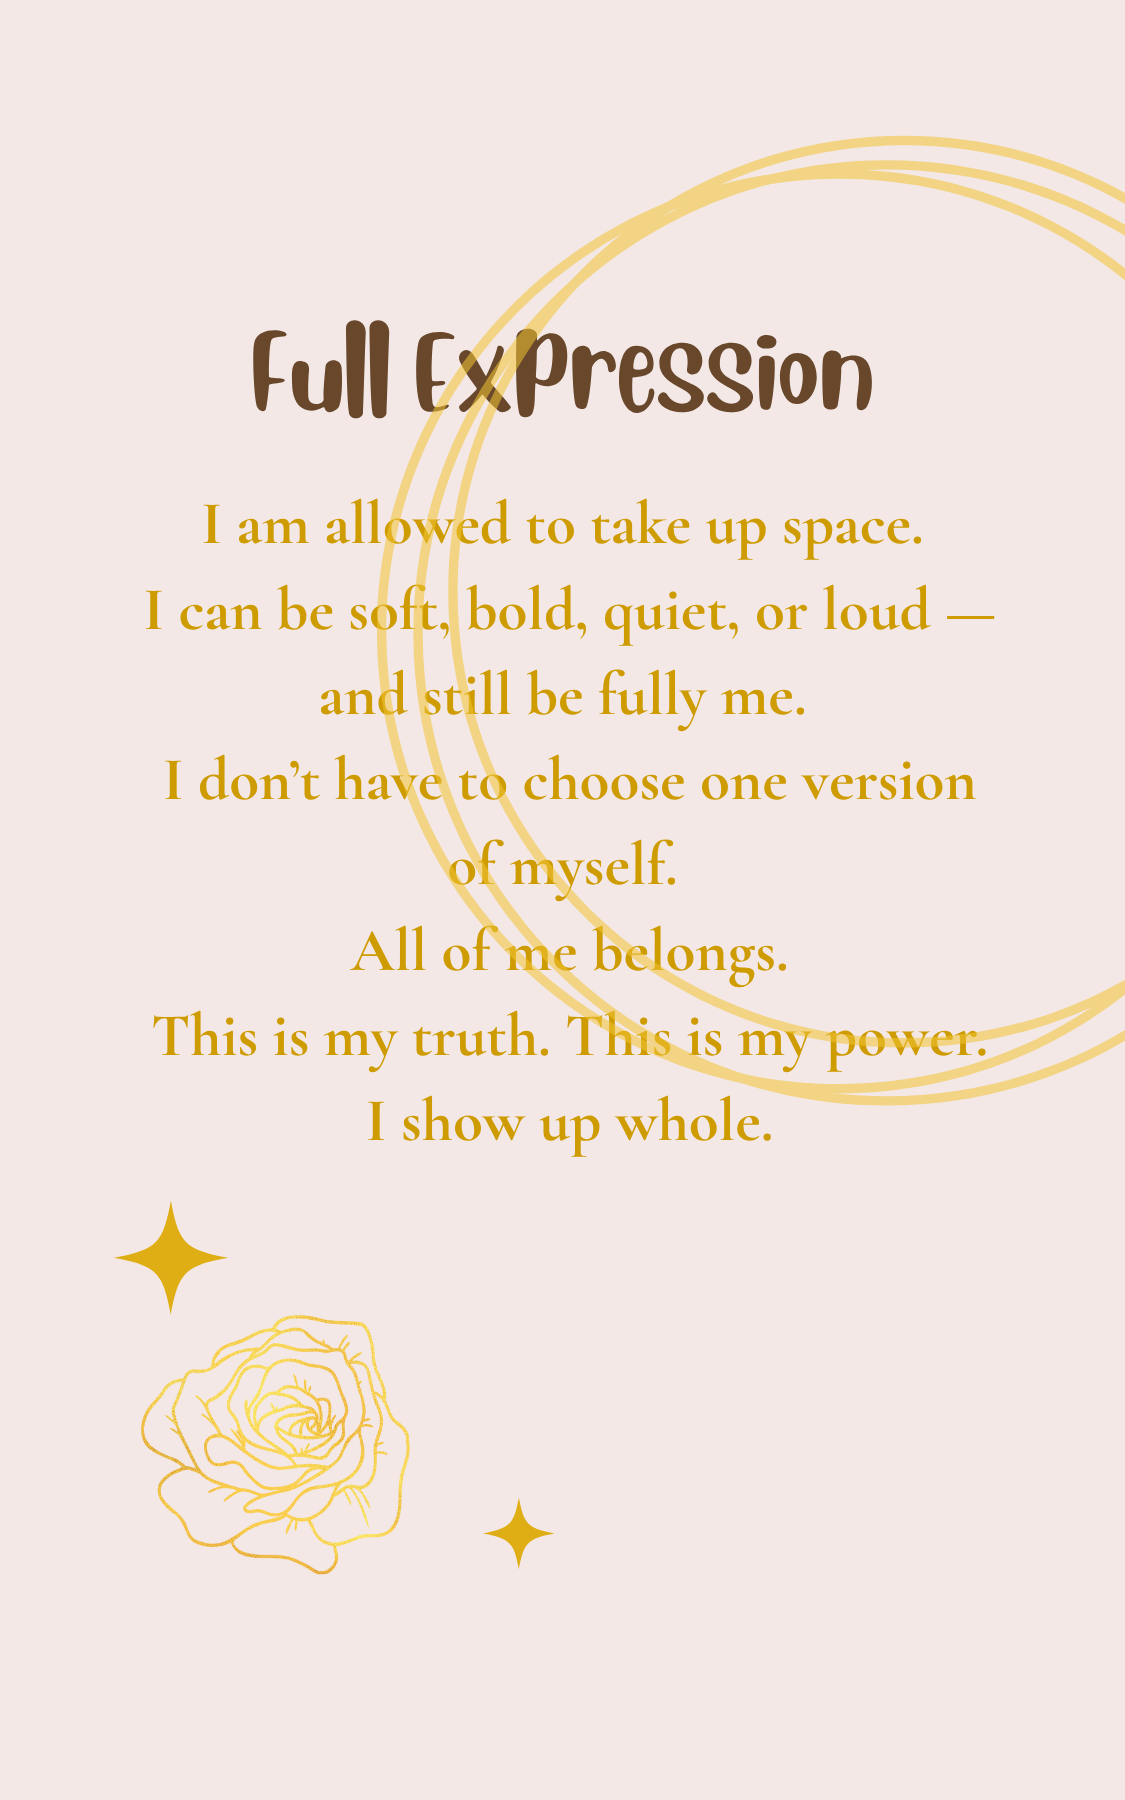 Full ExPression
I am allowed to take up space.
I can be soft, bold, quiet, or loud —
and still be fully me.
I don’t have to choose one version
of myself.
All of me belongs.
This is my truth. This is my power.
I show up whole.